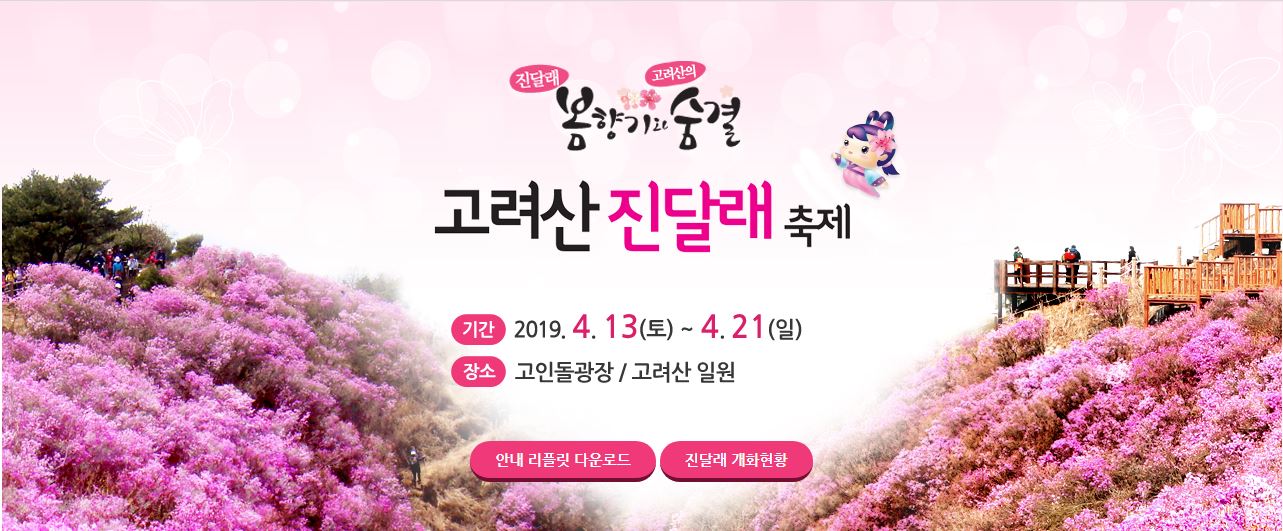 진달래 고려산의
봄향기와 숨결
고려산 진달래 축제
기간 2019. 4. 13(토) ~ 4. 21(일)
장소 고인돌광장 / 고려산 일원
안내 리플릿 다운로드 진달래 개화현황